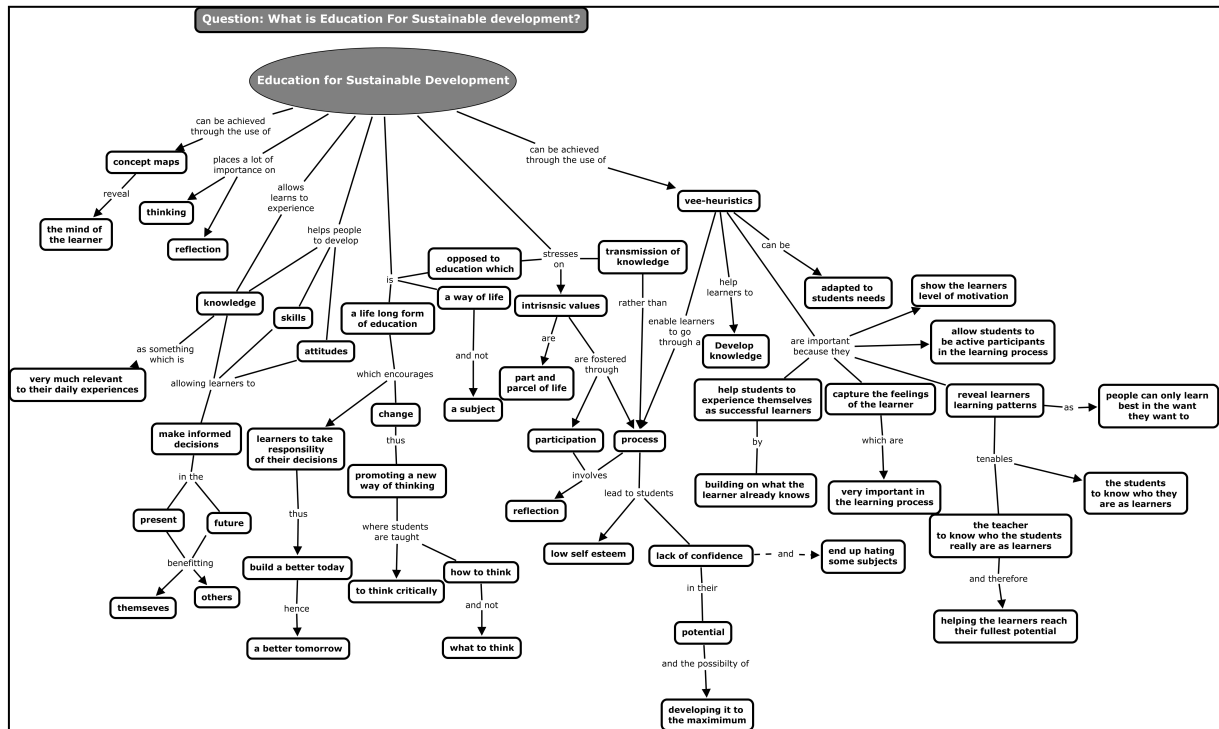 Question: What is Education For Sustainable development?
Education for Sustainable Development
can be achieved
through the use of
concept maps
reveal
the mind of
the learner
places a lot of
importance on
thinking
reflection
allows
learns to
experience
helps people
to develop
knowledge
skills
attitudes
as something
which is
very much relevant
to their daily experiences
allowing learners to
make informed
decisions
in the
present
future
benefitting
themseves
others
is
a life long form
of education
a way of life
and not
a subject
which encourages
learners to take
responsility
of their decisions
thus
build a better today
hence
a better tomorrow
change
thus
promoting a new
way of thinking
where students
are taught
to think critically
how to think
and not
what to think
stresses
on
opposed to
education which
transmission of
knowledge
intrisnsic values
are
part and
parcel of life
are fostered
through
participation
process
rather than
involves
reflection
lead to students
low self esteem
lack of confidence
and
end up hating
some subjects
in their
potential
and the possibilty of
developing it to
the maximimum
can be achieved
through the use of
vee-heuristics
enable learners
to go
through a
help
learners to
Develop
knowledge
can be
adapted to
students needs
are important
because they
show the learners
level of motivation
allow students to
be active participants
in the learning process
help students to
experience themselves
as successful learners
by
building on what the
learner already knows
capture the feelings
of the learner
which are
very important in
the learning process
reveal learners
learning patterns
as
people can only learn
best in the want
they want to
tenables
the students
to know who they
are as learners
the teacher
to know who the students
really are as learners
and therefore
helping the learners reach
their fullest potential